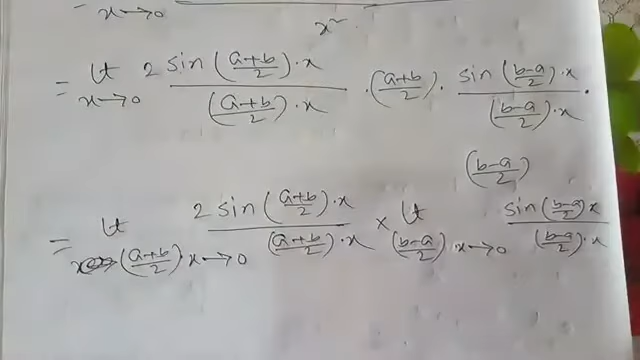 = x→0 x²
= lt x→0 2 sin((a+b)/2)·x / ((a+b)/2)·x · ((a+b)/2) · sin((b-a)/2)·x / ((b-a)/2)·x ·
((b-a)/2)
= lt ((a+b)/2) x→0 2 sin((a+b)/2)·x / ((a+b)/2)·x × lt ((b-a)/2) x→0 sin((b-a)/2)x / ((b-a)/2)·x